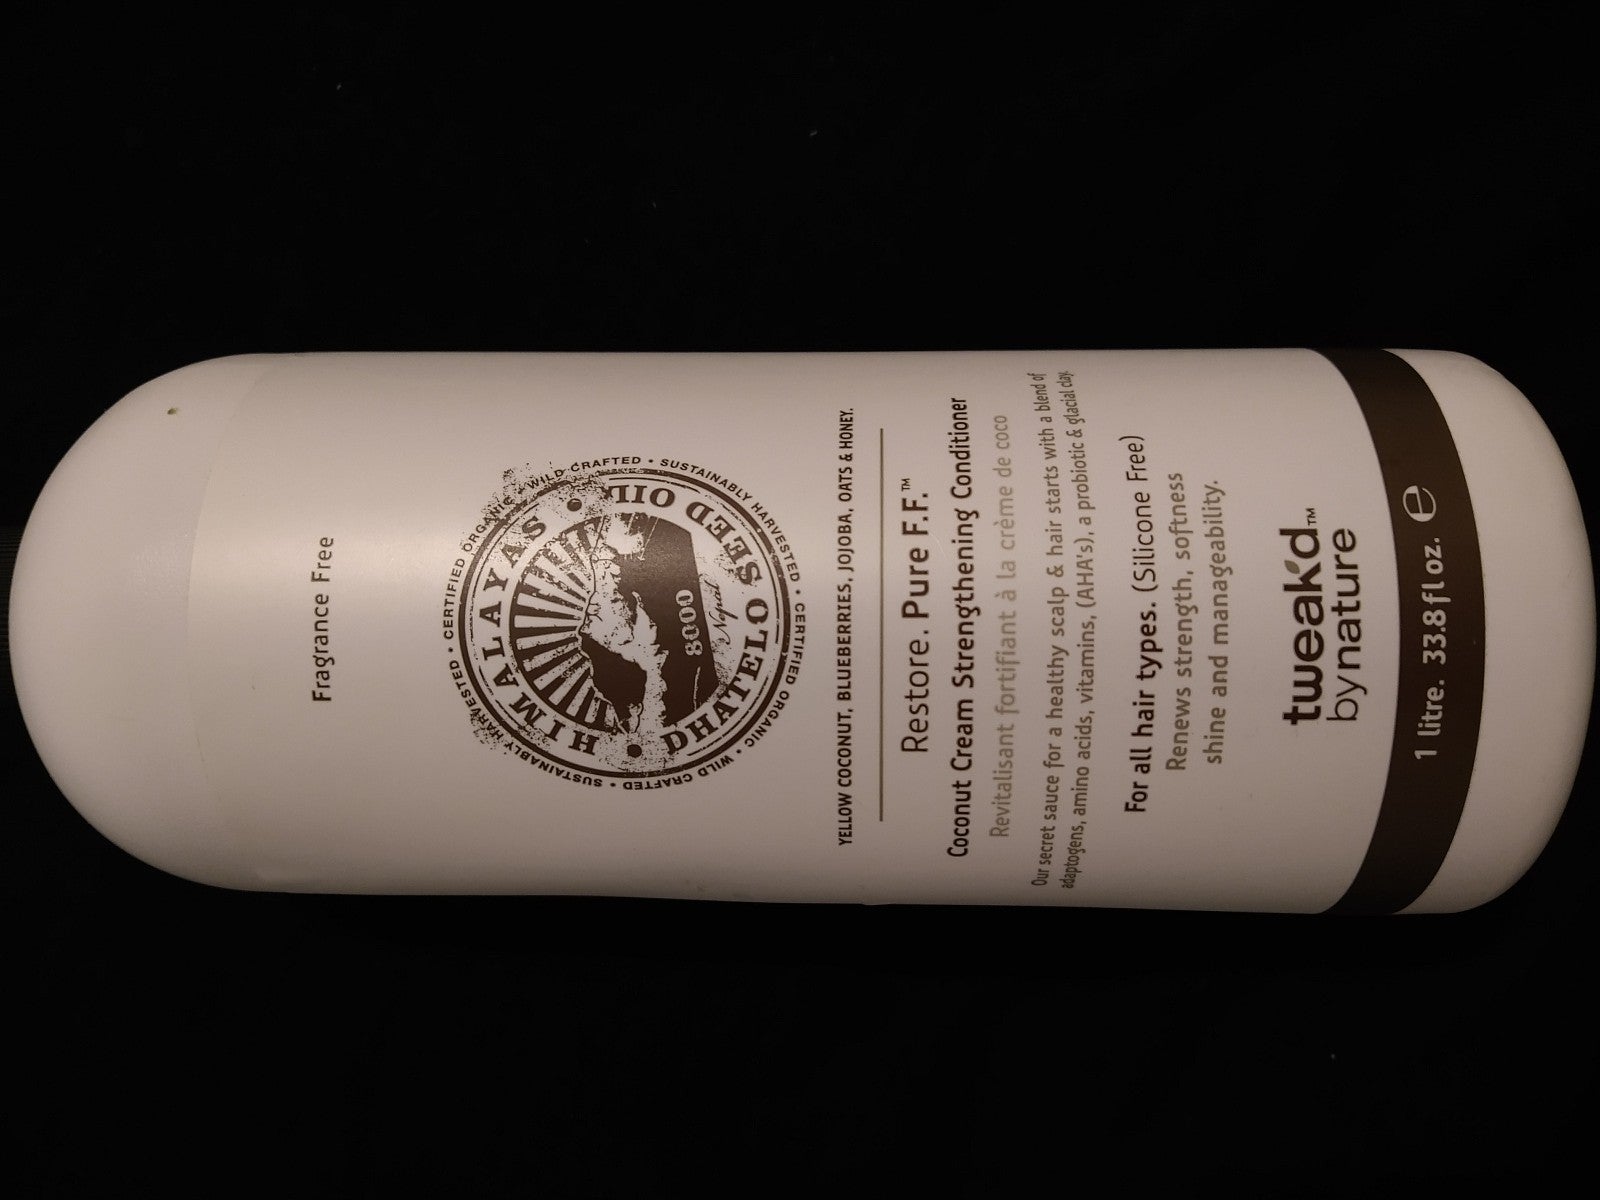 Fragrance Free
SUSTAINABLY HARVESTED • CERTIFIED ORGANIC • WILD CRAFTED • SUSTAINABLY HARVESTED • CERTIFIED ORGANIC • WILD CRAFTED •
HIMALAYAS • DHATELO SEED OIL •
8000
Nepal
YELLOW COCONUT, BLUEBERRIES, JOJOBA, OATS & HONEY.
Restore. Pure F.F.™
Coconut Cream Strengthening Conditioner
Revitalisant fortifiant à la crème de coco
Our secret sauce for a healthy scalp & hair starts with a blend of
adaptogens, amino acids, vitamins, (AHA's), a probiotic & glacial clay.
For all hair types. (Silicone Free)
Renews strength, softness
shine and manageability.
tweak'd™
by nature
1 litre. 33.8 fl oz. ℮